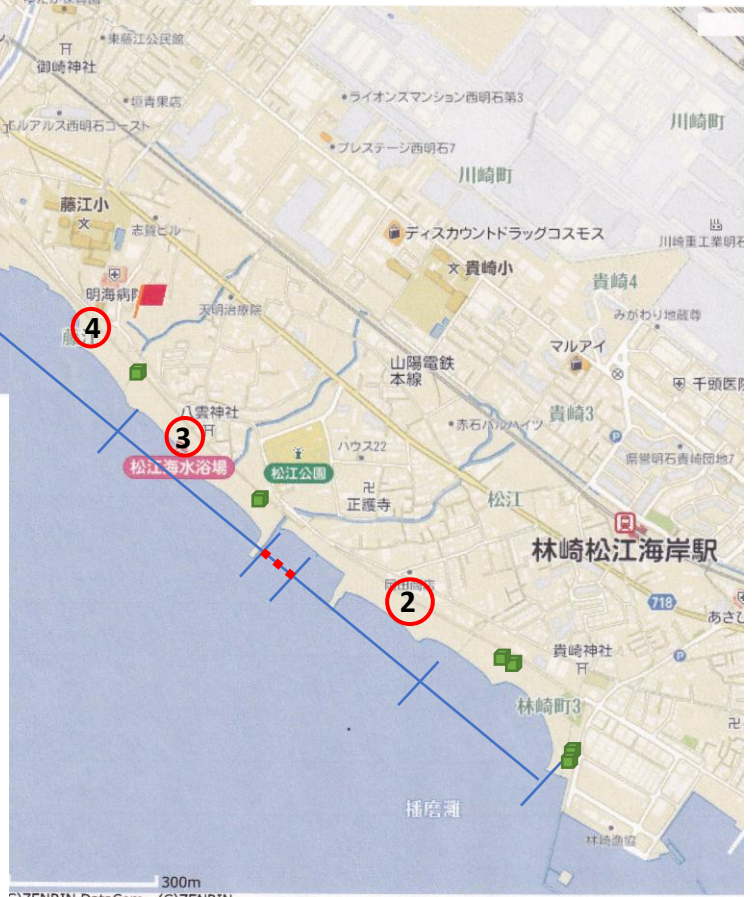 東藤江公民館
御崎神社
垣青果店
ルアルス西明石コースト
ライオンズマンション西明石第3
プレステージ西明石7
川崎町
川崎町
藤江小
文
志賀ビル
ディスカウントドラッグコスモス
川崎重工業明石
文 貴崎小
貴崎4
明海病
天明治療院
みがわり地蔵尊
4
マルアイ
山陽電鉄
本線
千頭医院
八雲神社
貴崎3
3
赤石パルハイツ
P
ハウス22
県営明石貴崎団地7
松江海水浴場
松江公園
卍
正護寺
松江
林崎松江海岸駅
2
718
あさひ
貴崎神社
P
林崎町3
卍
播磨灘
林崎漁協
300m